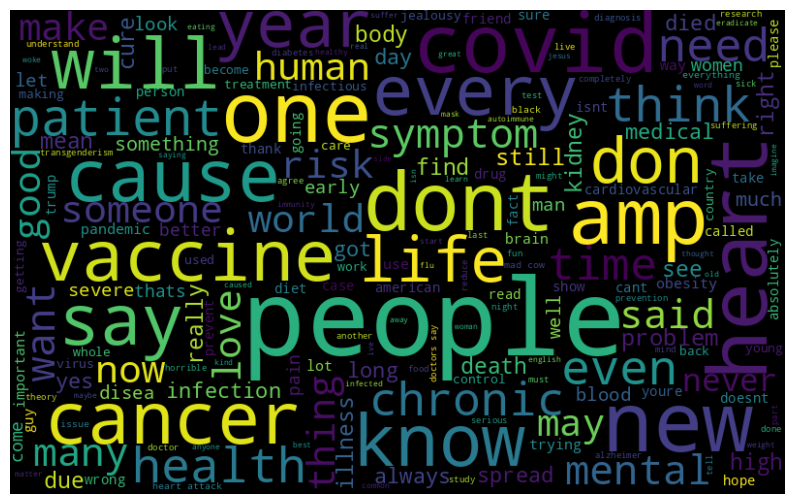 people
covid
one
vaccine
cancer
cause
dont
life
heart
new
know
year
will
every
amp
don
say
need
think
patient
symptom
human
risk
world
someone
good
love
now
many
health
chronic
mental
may
even
never
said
time
thing
want
make
body
day
died
look
cure
friend
jealousy
suffer
sure
eating
understand
lead
diabetes
healthy
real
two
put
woke
become
treatment
infectious
person
let
making
mean
something
transgenderism
saying
going
thank
care
mask
autoimmune
completely
great
jesus
live
diagnosis
research
eradicate
please
way
women
everything
sick
word
right
suffering
test
black
isnt
medical
kidney
still
find
early
drug
cardiovascular
country
take
much
called
imagine
absolutely
man
fact
might
learn
isn
agree
side
immunity
trump
pandemic
better
got
used
work
use
start
last
flu
fun
mad cow
brain
see
cant
thought
old
obesity
show
reduce
american
case
diet
caused
severe
thats
really
prevent
getting
virus
whole
another
away
woman
night
read
well
prevention
mind
back
young
problem
death
doctors say
english
control
must
youre
doesnt
blood
infected
food
pain
lot
long
horrible
kind
disea
infection
yes
important
come
theory
maybe
guy
issue
due
wrong
doctor
anyone
best
illness
always
spread
serious
trying
alzheimer
high
hope
tell
weight
part
done
matter
heart attack
common
study